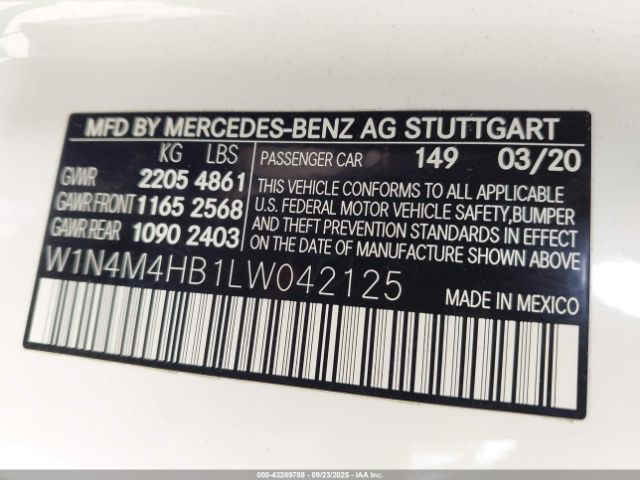 MFD BY MERCEDES-BENZ AG STUTTGART
KG LBS
GVWR 2205 4861
GAWR FRONT 1165 2568
GAWR REAR 1090 2403
PASSENGER CAR 149 03/20
THIS VEHICLE CONFORMS TO ALL APPLICABLE
U.S. FEDERAL MOTOR VEHICLE SAFETY,BUMPER
AND THEFT PREVENTION STANDARDS IN EFFECT
ON THE DATE OF MANUFACTURE SHOWN ABOVE
W1N4M4HB1LW042125
MADE IN MEXICO
000-43289788 - 09/23/2025 - IAAI.COM